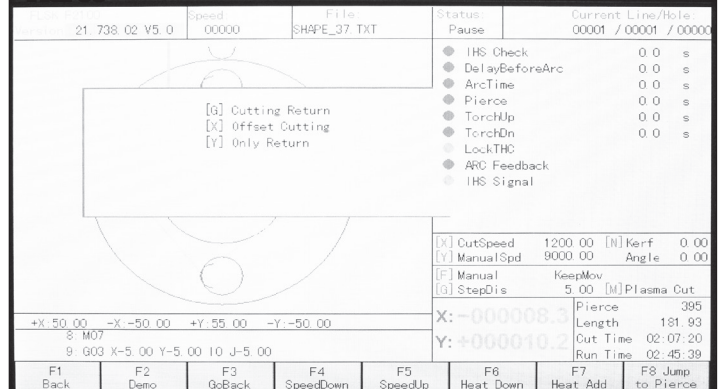 Speed:
File:
Status:
Current Line/Hole:
21.738.02 V5.0
00000
SHAPE_37.TXT
Pause
00001 /00001 /00000
IHS Check 0.0 s
DelayBeforeArc 0.0 s
ArcTime 0.0 s
Pierce 0.0 s
TorchUp 0.0 s
TorchDn 0.0 s
LockTHC
ARC Feedback
IHS Signal
[G] Cutting Return
[X] Offset Cutting
[Y] Only Return
[X] CutSpeed 1200.00 [N] Kerf 0.00
[Y] ManualSpd 9000.00 Angle 0.00
[F] Manual KeepMov
[G] StepDis 5.00 [M] Plasma Cut
X:-000008.3
Y:+000010.2
Pierce 395
Length 181.93
Cut Time 02:07:20
Run Time 02:45:39
+X:50.00 -X:-50.00 +Y:55.00 -Y:-50.00
8: M07
9: G03 X-5.00 Y-5.00 I0 J-5.00
F1 Back
F2 Demo
F3 GoBack
F4 SpeedDown
F5 SpeedUp
F6 Heat Down
F7 Heat Add
F8 Jump to Pierce